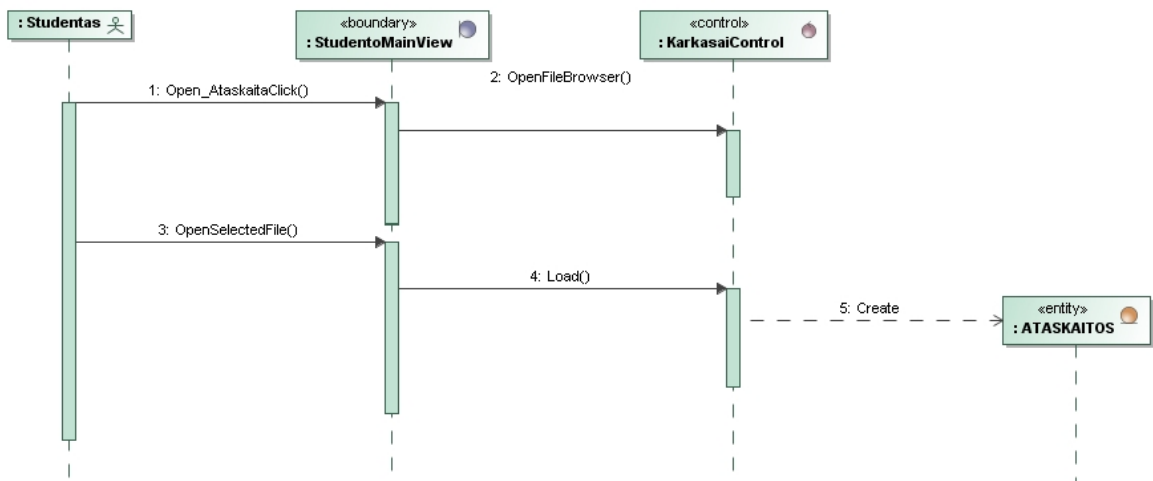 : Studentas
«boundary»
: StudentoMainView
«control»
: KarkasaiControl
2: OpenFileBrowser()
1: Open_AtaskaitaClick()
3: OpenSelectedFile()
4: Load()
5: Create
«entity»
: ATASKAITOS